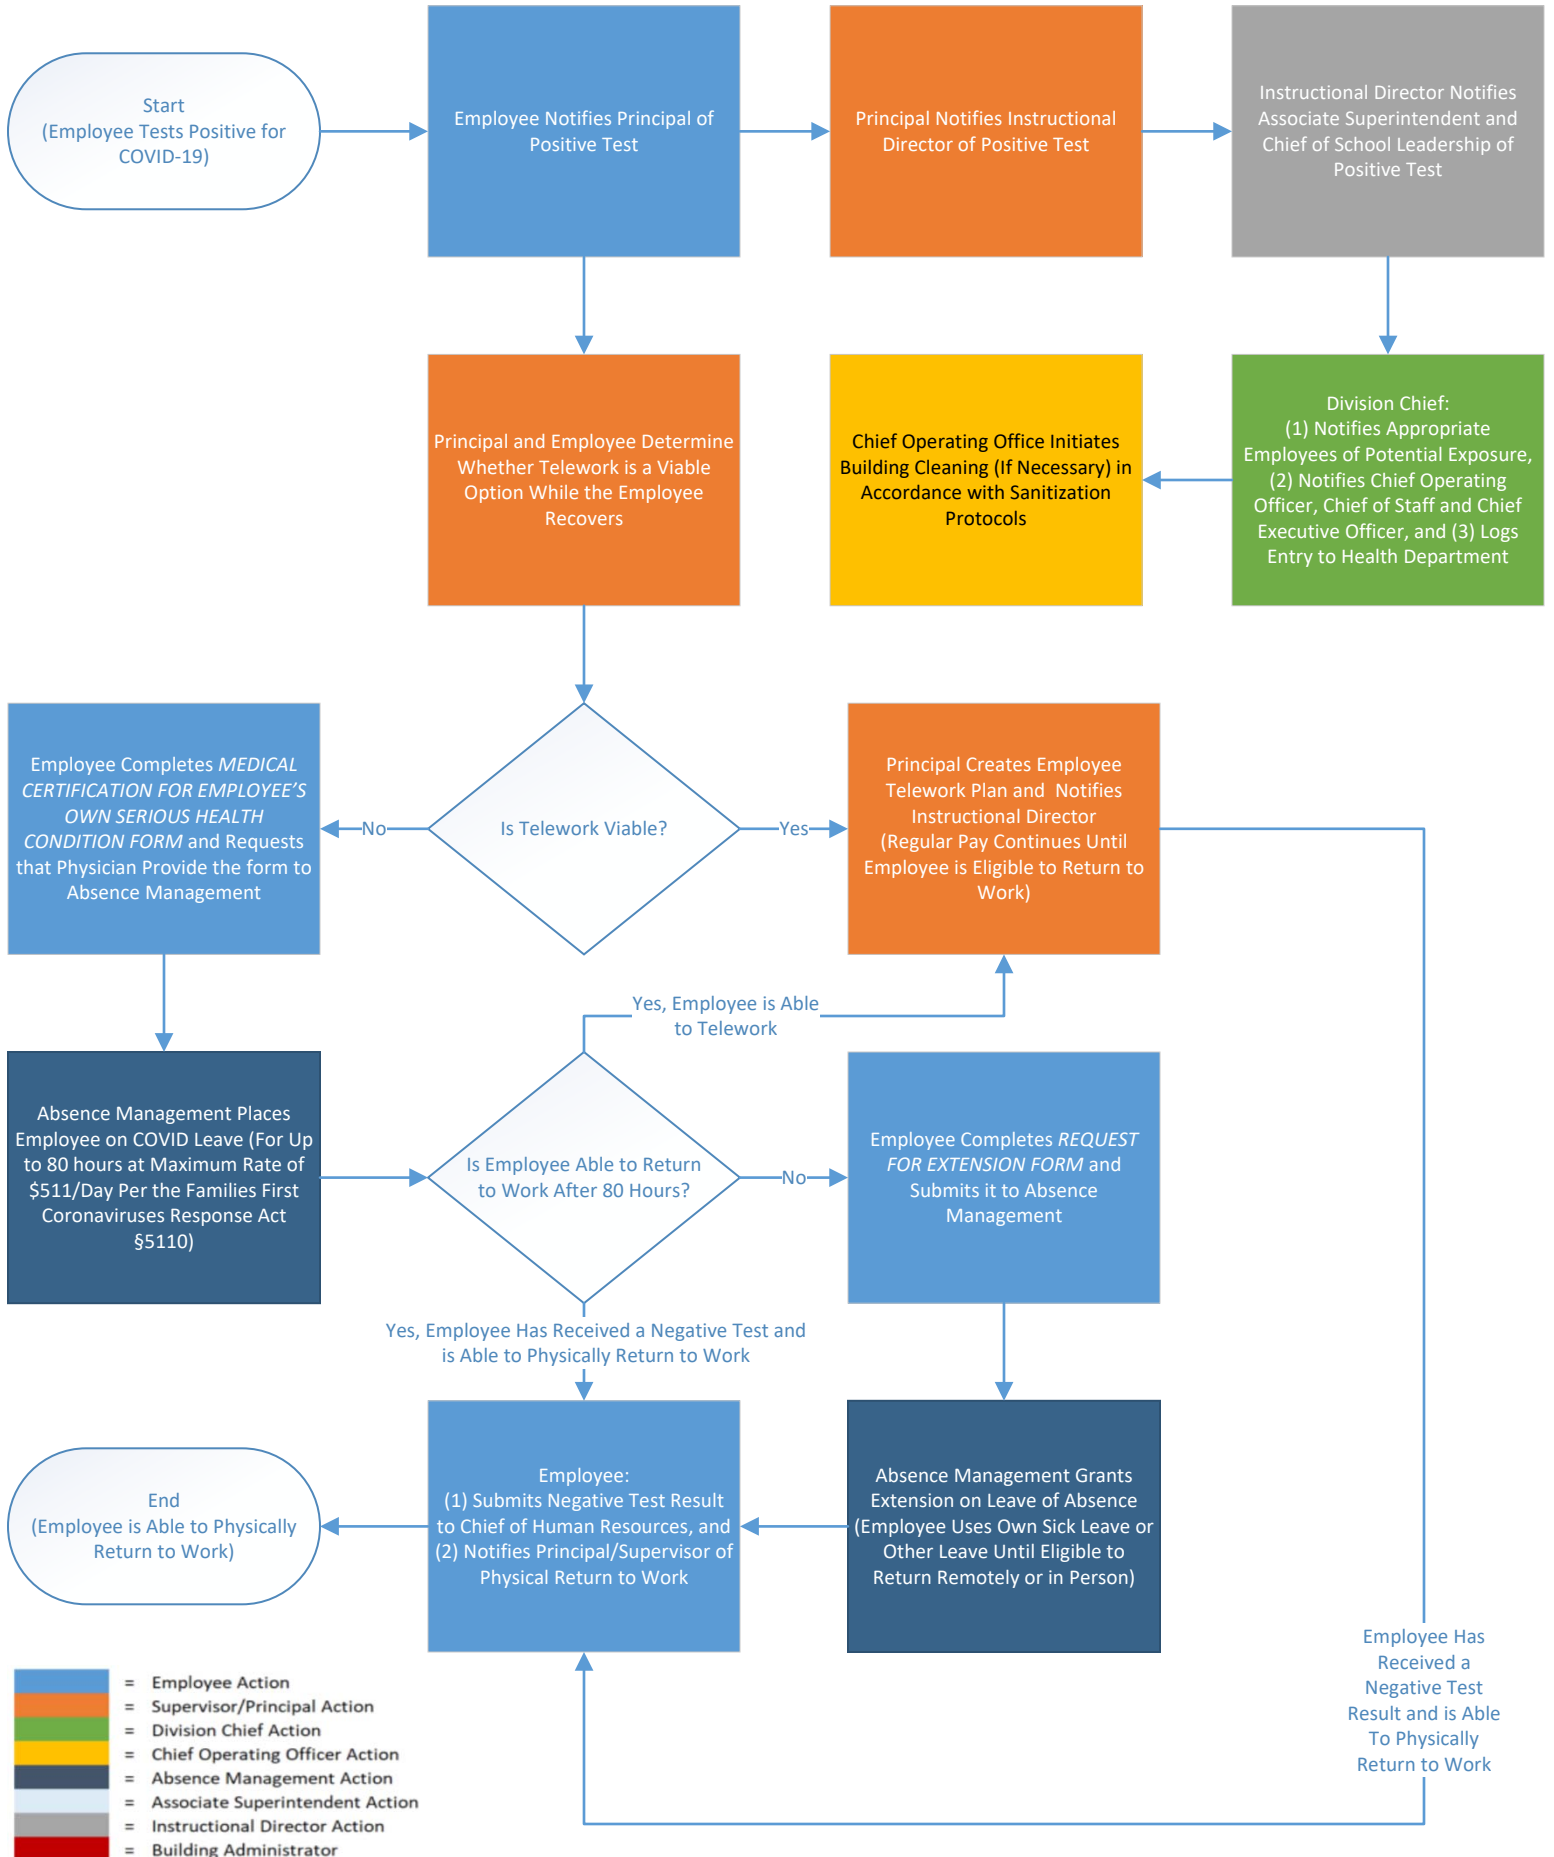 Start
(Employee Tests Positive for
COVID-19)
Employee Notifies Principal of
Positive Test
Principal Notifies Instructional
Director of Positive Test
Instructional Director Notifies
Associate Superintendent and
Chief of School Leadership of
Positive Test
Principal and Employee Determine
Whether Telework is a Viable
Option While the Employee
Recovers
Chief Operating Office Initiates
Building Cleaning (If Necessary) in
Accordance with Sanitization
Protocols
Division Chief:
(1) Notifies Appropriate
Employees of Potential Exposure,
(2) Notifies Chief Operating
Officer, Chief of Staff and Chief
Executive Officer, and (3) Logs
Entry to Health Department
Employee Completes MEDICAL
CERTIFICATION FOR EMPLOYEE'S
OWN SERIOUS HEALTH
CONDITION FORM and Requests
that Physician Provide the form to
Absence Management
No
Is Telework Viable?
Yes
Principal Creates Employee
Telework Plan and  Notifies
Instructional Director
(Regular Pay Continues Until
Employee is Eligible to Return to
Work)
Yes, Employee is Able
to Telework
Absence Management Places
Employee on COVID Leave (For Up
to 80 hours at Maximum Rate of
$511/Day Per the Families First
Coronaviruses Response Act
§5110)
Is Employee Able to Return
to Work After 80 Hours?
No
Employee Completes REQUEST
FOR EXTENSION FORM and
Submits it to Absence
Management
Yes, Employee Has Received a Negative Test and
is Able to Physically Return to Work
End
(Employee is Able to Physically
Return to Work)
Employee:
(1) Submits Negative Test Result
to Chief of Human Resources, and
(2) Notifies Principal/Supervisor of
Physical Return to Work
Absence Management Grants
Extension on Leave of Absence
(Employee Uses Own Sick Leave or
Other Leave Until Eligible to
Return Remotely or in Person)
Employee Has
Received a
Negative Test
Result and is Able
To Physically
Return to Work
= Employee Action
= Supervisor/Principal Action
= Division Chief Action
= Chief Operating Officer Action
= Absence Management Action
= Associate Superintendent Action
= Instructional Director Action
= Building Administrator